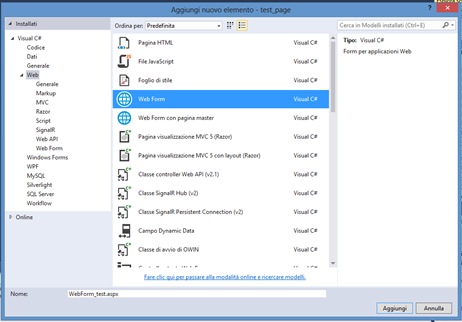 Aggiungi nuovo elemento - test_page
Installati
Ordina per: Predefinita
Cerca in Modelli installati (Ctrl+E)
Visual C#
Codice
Dati
Generale
Web
Generale
Markup
MVC
Razor
Script
SignalR
Web API
Web Form
Windows Forms
WPF
MySQL
Silverlight
SQL Server
Workflow
Online
Pagina HTML Visual C#
File JavaScript Visual C#
Foglio di stile Visual C#
Web Form Visual C#
Web Form con pagina master Visual C#
Pagina visualizzazione MVC 5 (Razor) Visual C#
Pagina visualizzazione MVC 5 con layout (Razor) Visual C#
Classe controller Web API (v2.1) Visual C#
Classe SignalR Hub (v2) Visual C#
Classe SignalR Persistent Connection (v2) Visual C#
Campo Dynamic Data Visual C#
Classe di avvio di OWIN Visual C#
Tipo: Visual C#
Form per applicazioni Web
Fare clic qui per passare alla modalità online e ricercare modelli.
Nome: WebForm_test.aspx
Aggiungi Annulla